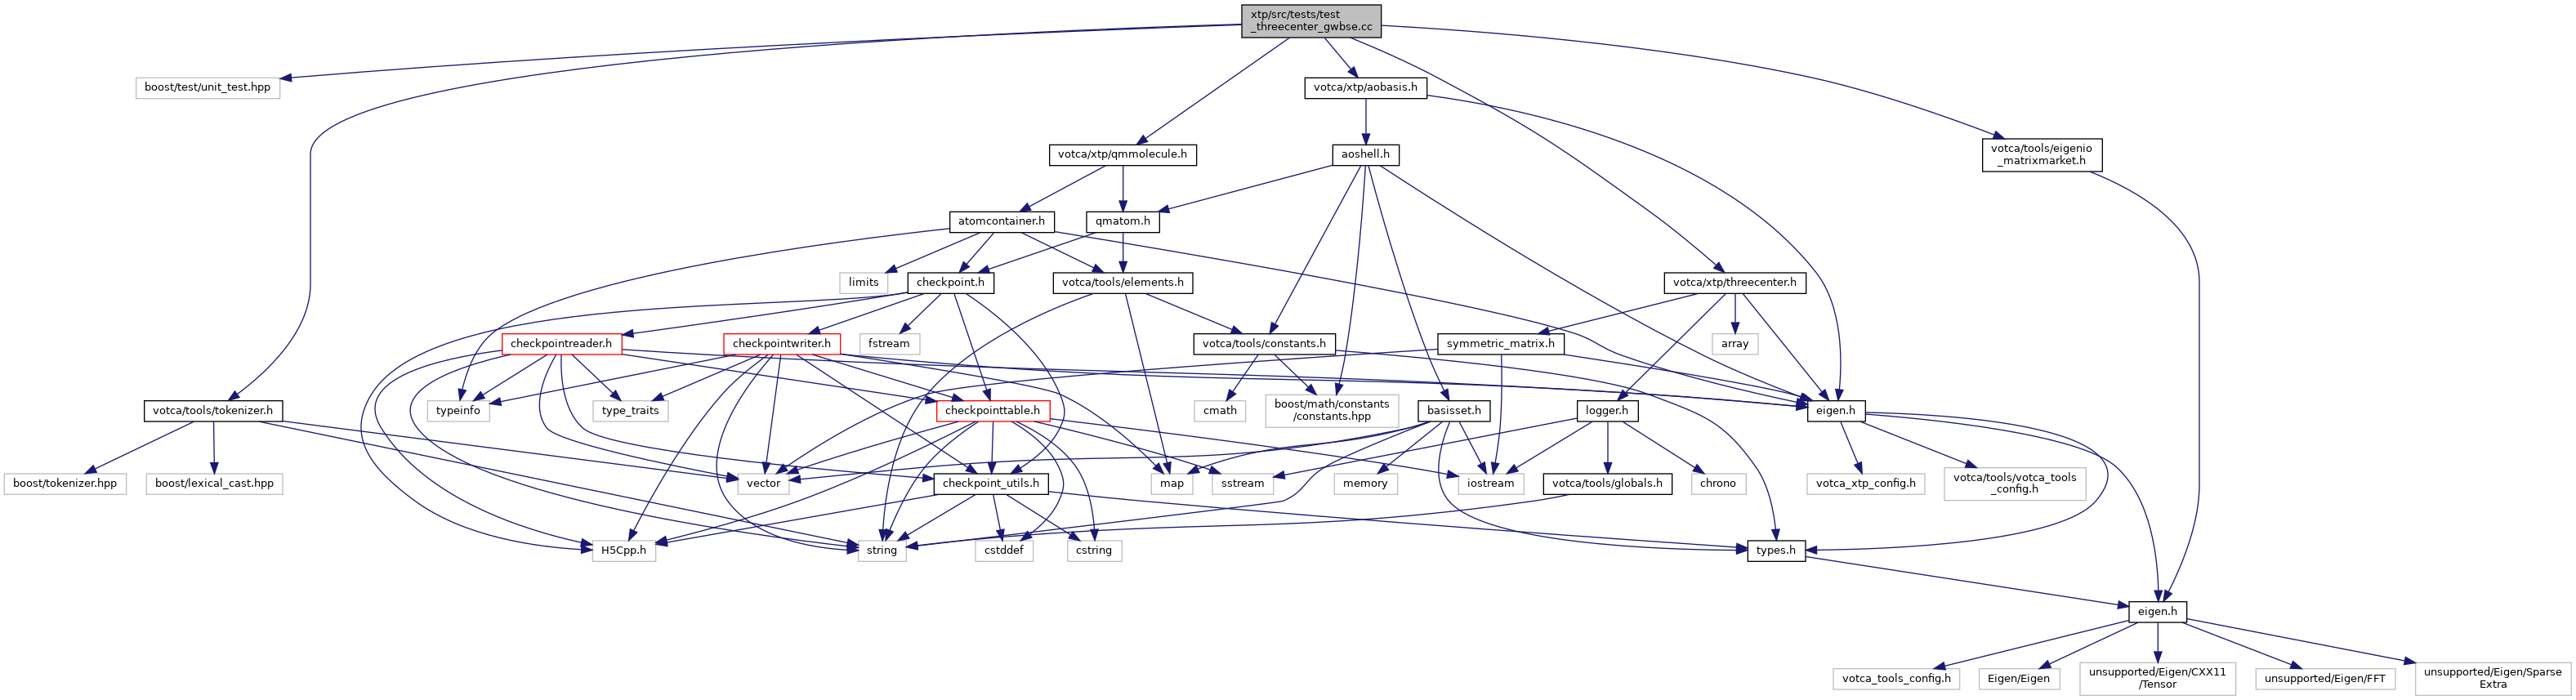 xtp/src/tests/test
_threecenter_gwbse.cc
boost/test/unit_test.hpp
votca/xtp/aobasis.h
votca/xtp/qmmolecule.h
aoshell.h
votca/tools/eigenio
_matrixmarket.h
atomcontainer.h
qmatom.h
limits
checkpoint.h
votca/tools/elements.h
votca/xtp/threecenter.h
checkpointreader.h
checkpointwriter.h
fstream
votca/tools/constants.h
symmetric_matrix.h
array
votca/tools/tokenizer.h
typeinfo
type_traits
checkpointtable.h
cmath
boost/math/constants
/constants.hpp
basisset.h
logger.h
eigen.h
boost/tokenizer.hpp
boost/lexical_cast.hpp
vector
checkpoint_utils.h
map
sstream
memory
iostream
votca/tools/globals.h
chrono
votca_xtp_config.h
votca/tools/votca_tools
_config.h
H5Cpp.h
string
cstddef
cstring
types.h
eigen.h
votca_tools_config.h
Eigen/Eigen
unsupported/Eigen/CXX11
/Tensor
unsupported/Eigen/FFT
unsupported/Eigen/Sparse
Extra